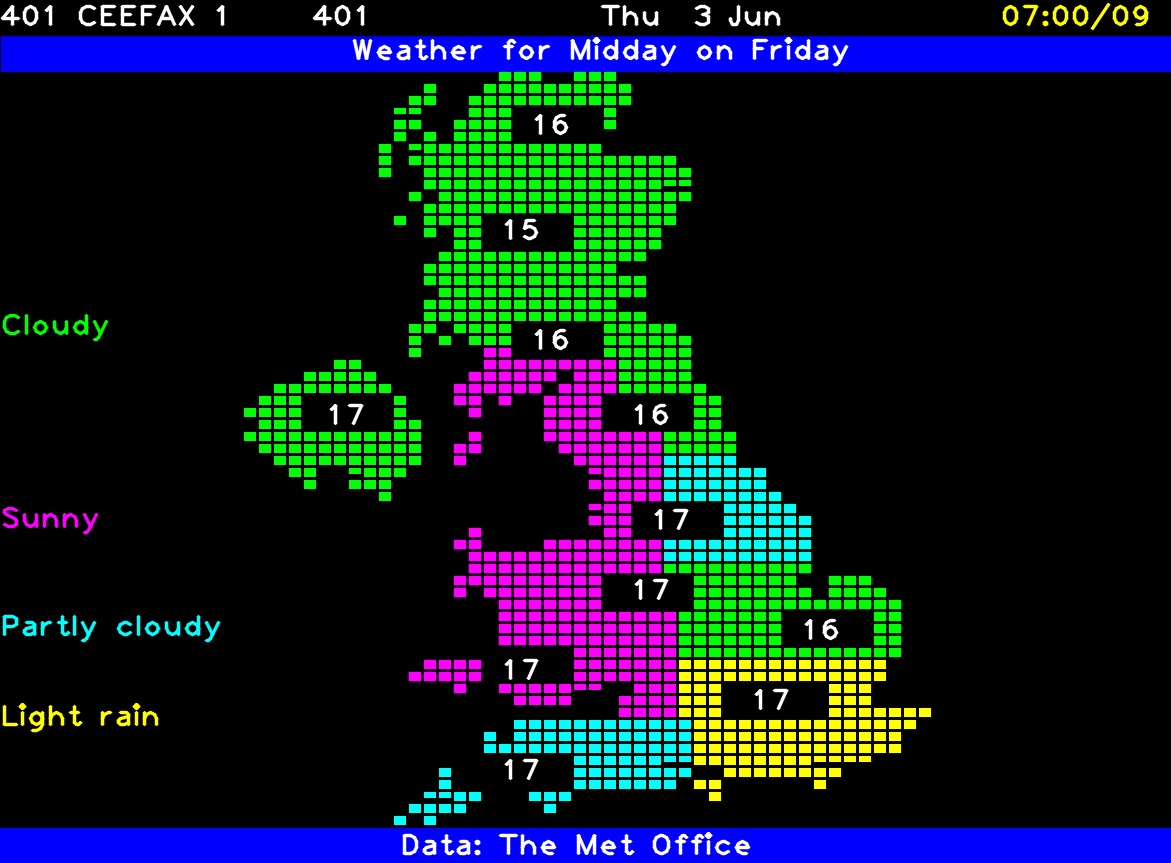 401 CEEFAX 1 401 Thu 3 Jun 07:00/09
Weather for Midday on Friday
16
15
Cloudy
16
17
16
Sunny
17
17
Partly cloudy
16
17
17
Light rain
17
Data: The Met Office